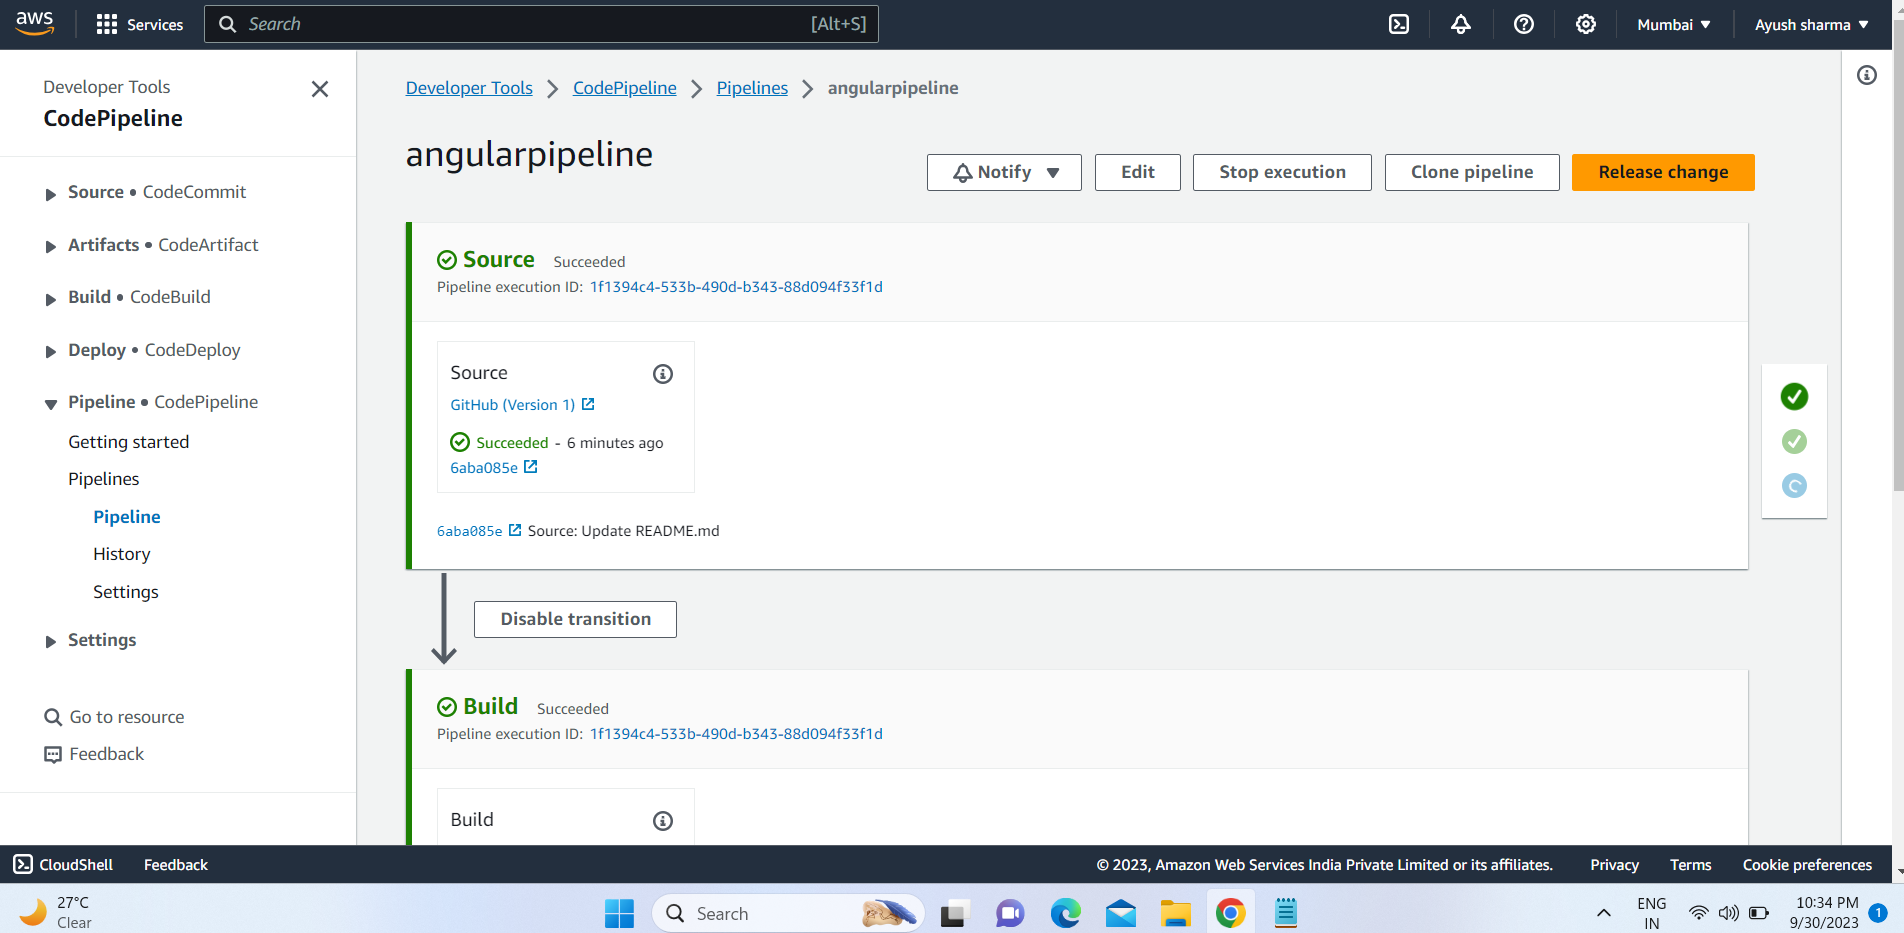 aws
Services
Search
[Alt+S]
Mumbai
Ayush sharma
Developer Tools
CodePipeline
Source • CodeCommit
Artifacts • CodeArtifact
Build • CodeBuild
Deploy • CodeDeploy
Pipeline • CodePipeline
Getting started
Pipelines
Pipeline
History
Settings
Settings
Go to resource
Feedback
Developer Tools
CodePipeline
Pipelines
angularpipeline
angularpipeline
Notify
Edit
Stop execution
Clone pipeline
Release change
Source Succeeded
Pipeline execution ID: 1f1394c4-533b-490d-b343-88d094f33f1d
Source
GitHub (Version 1)
Succeeded - 6 minutes ago
6aba085e
6aba085e Source: Update README.md
Disable transition
Build Succeeded
Pipeline execution ID: 1f1394c4-533b-490d-b343-88d094f33f1d
Build
CloudShell
Feedback
© 2023, Amazon Web Services India Private Limited or its affiliates.
Privacy
Terms
Cookie preferences
27°C
Clear
Search
ENG
IN
10:34 PM
9/30/2023
1